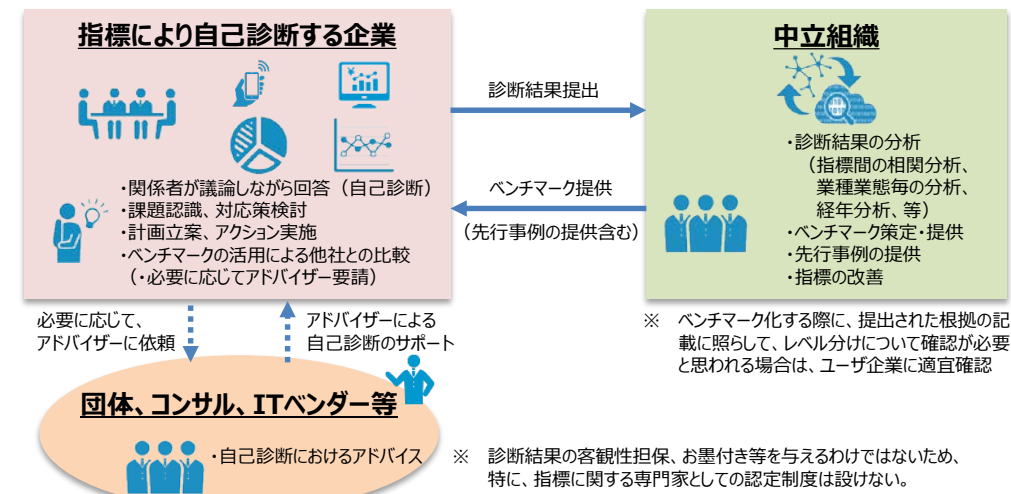 指標により自己診断する企業
・関係者が議論しながら回答（自己診断）
・課題認識、対応策検討
・計画立案、アクション実施
・ベンチマークの活用による他社との比較
（・必要に応じてアドバイザー要請）
診断結果提出
ベンチマーク提供
（先行事例の提供含む）
中立組織
・診断結果の分析
（指標間の相関分析、
業種業態毎の分析、
経年分析、等）
・ベンチマーク策定・提供
・先行事例の提供
・指標の改善
必要に応じて、
アドバイザーに依頼
アドバイザーによる
自己診断のサポート
※　ベンチマーク化する際に、提出された根拠の記
載に照らして、レベル分けについて確認が必要
と思われる場合は、ユーザ企業に適宜確認
団体、コンサル、ITベンダー等
・自己診断におけるアドバイス
※　診断結果の客観性担保、お墨付き等を与えるわけではないため、
特に、指標に関する専門家としての認定制度は設けない。